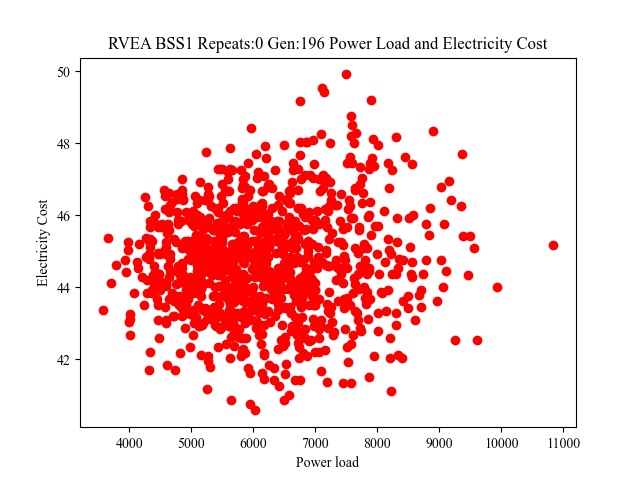 RVEA BSS1 Repeats:0 Gen:196 Power Load and Electricity Cost
50
48
46
44
42
Electricity Cost
4000 5000 6000 7000 8000 9000 10000 11000
Power load